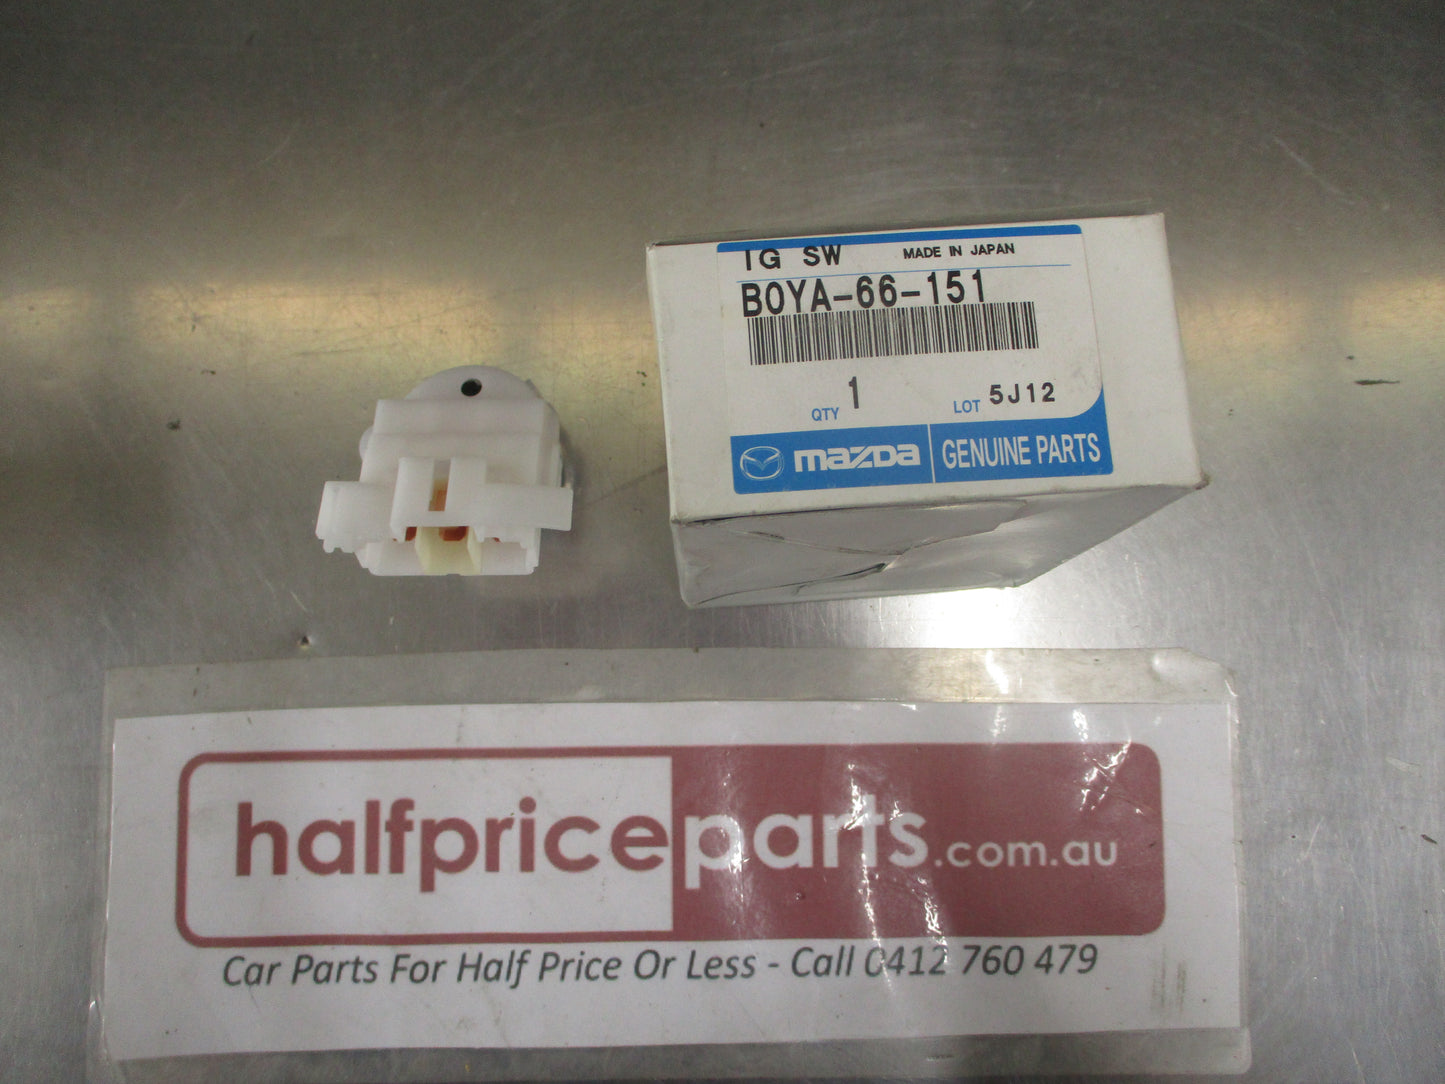 IG SW MADE IN JAPAN
B0YA-66-151
QTY 1 LOT 5J12
mazda GENUINE PARTS
halfpriceparts.com.au
Car Parts For Half Price Or Less - Call 0412 760 479